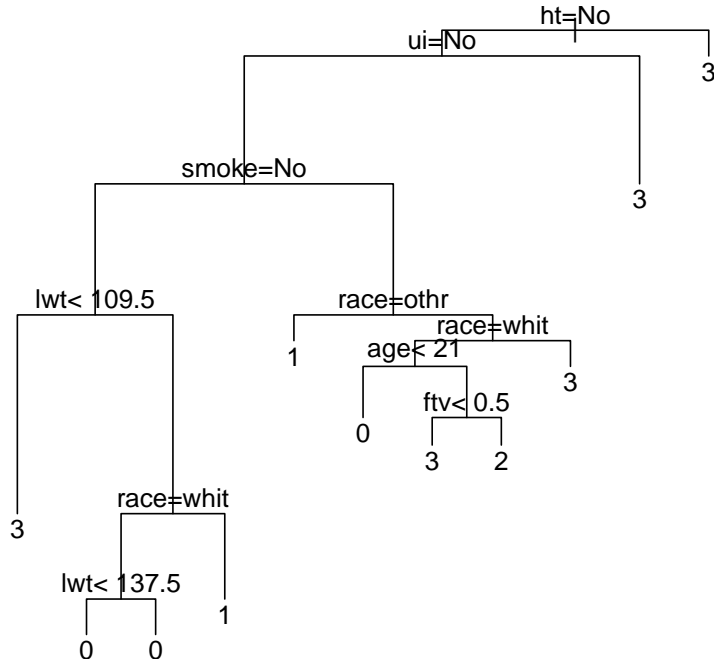 ht=No
ui=No
3
smoke=No
3
lwt< 109.5
race=othr
race=whit
1
age< 21
3
ftv< 0.5
0
3
2
race=whit
3
lwt< 137.5
1
0
0